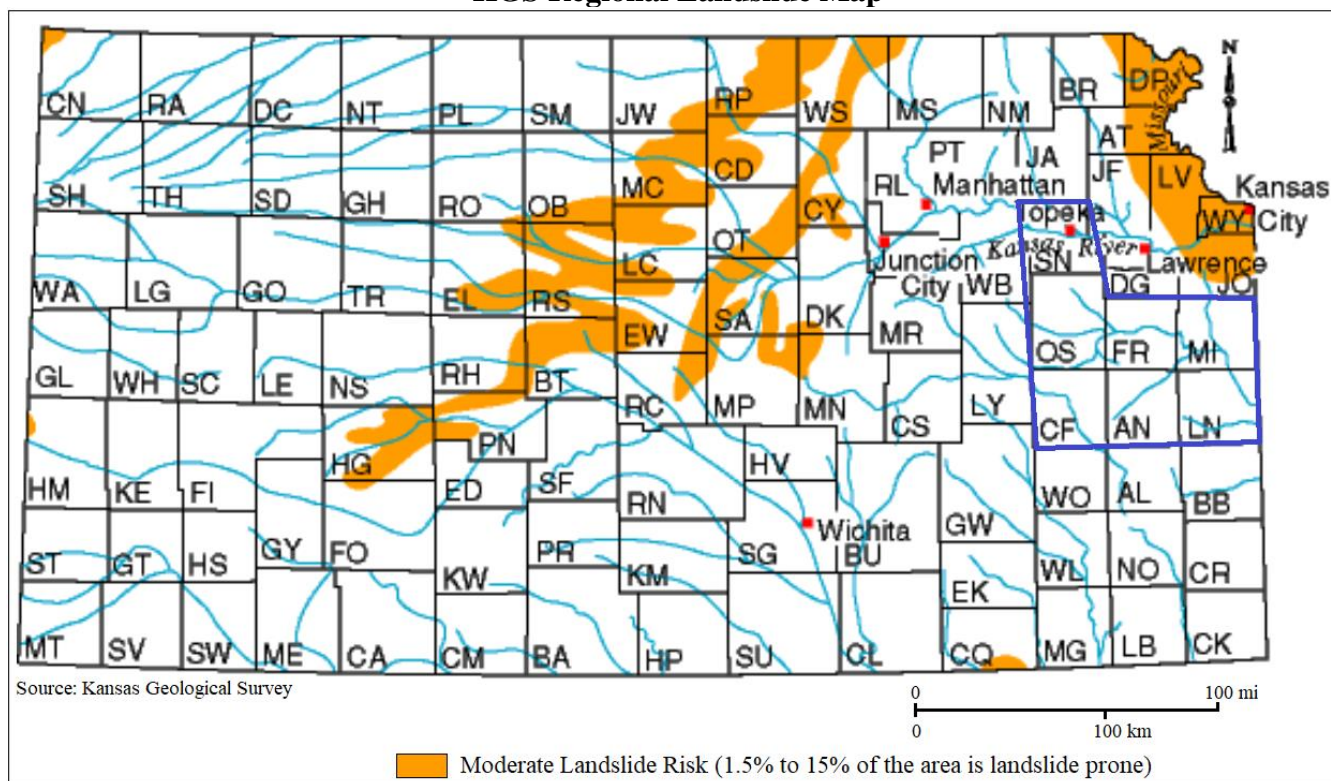 KGS Regional Landslide Map
N
CN RA DC NT PL SM JW RP WS MS NM BR DP
Missouri
AT
SH TH SD GH RO OB MC CD CY RL PT JA JF LV
Manhattan
Kansas City
WY
Topeka
OT
LC
Junction City
Kansas River
Lawrence
SN
WA LG GO TR EL RS SA DK WB DG JO
EW MR OS FR MI
GL WH SC LE NS RH BT RC MP MN CS LY CF AN LN
HG PN
HM KE FI ED SF RN HV WO AL BB
Wichita
ST GT HS GY FO PR KM SG BU GW WL NO CR
KW EK
MT SV SW ME CA CM BA HP SU CL CQ MG LB CK
Source: Kansas Geological Survey
0 100 mi
0 100 km
Moderate Landslide Risk (1.5% to 15% of the area is landslide prone)